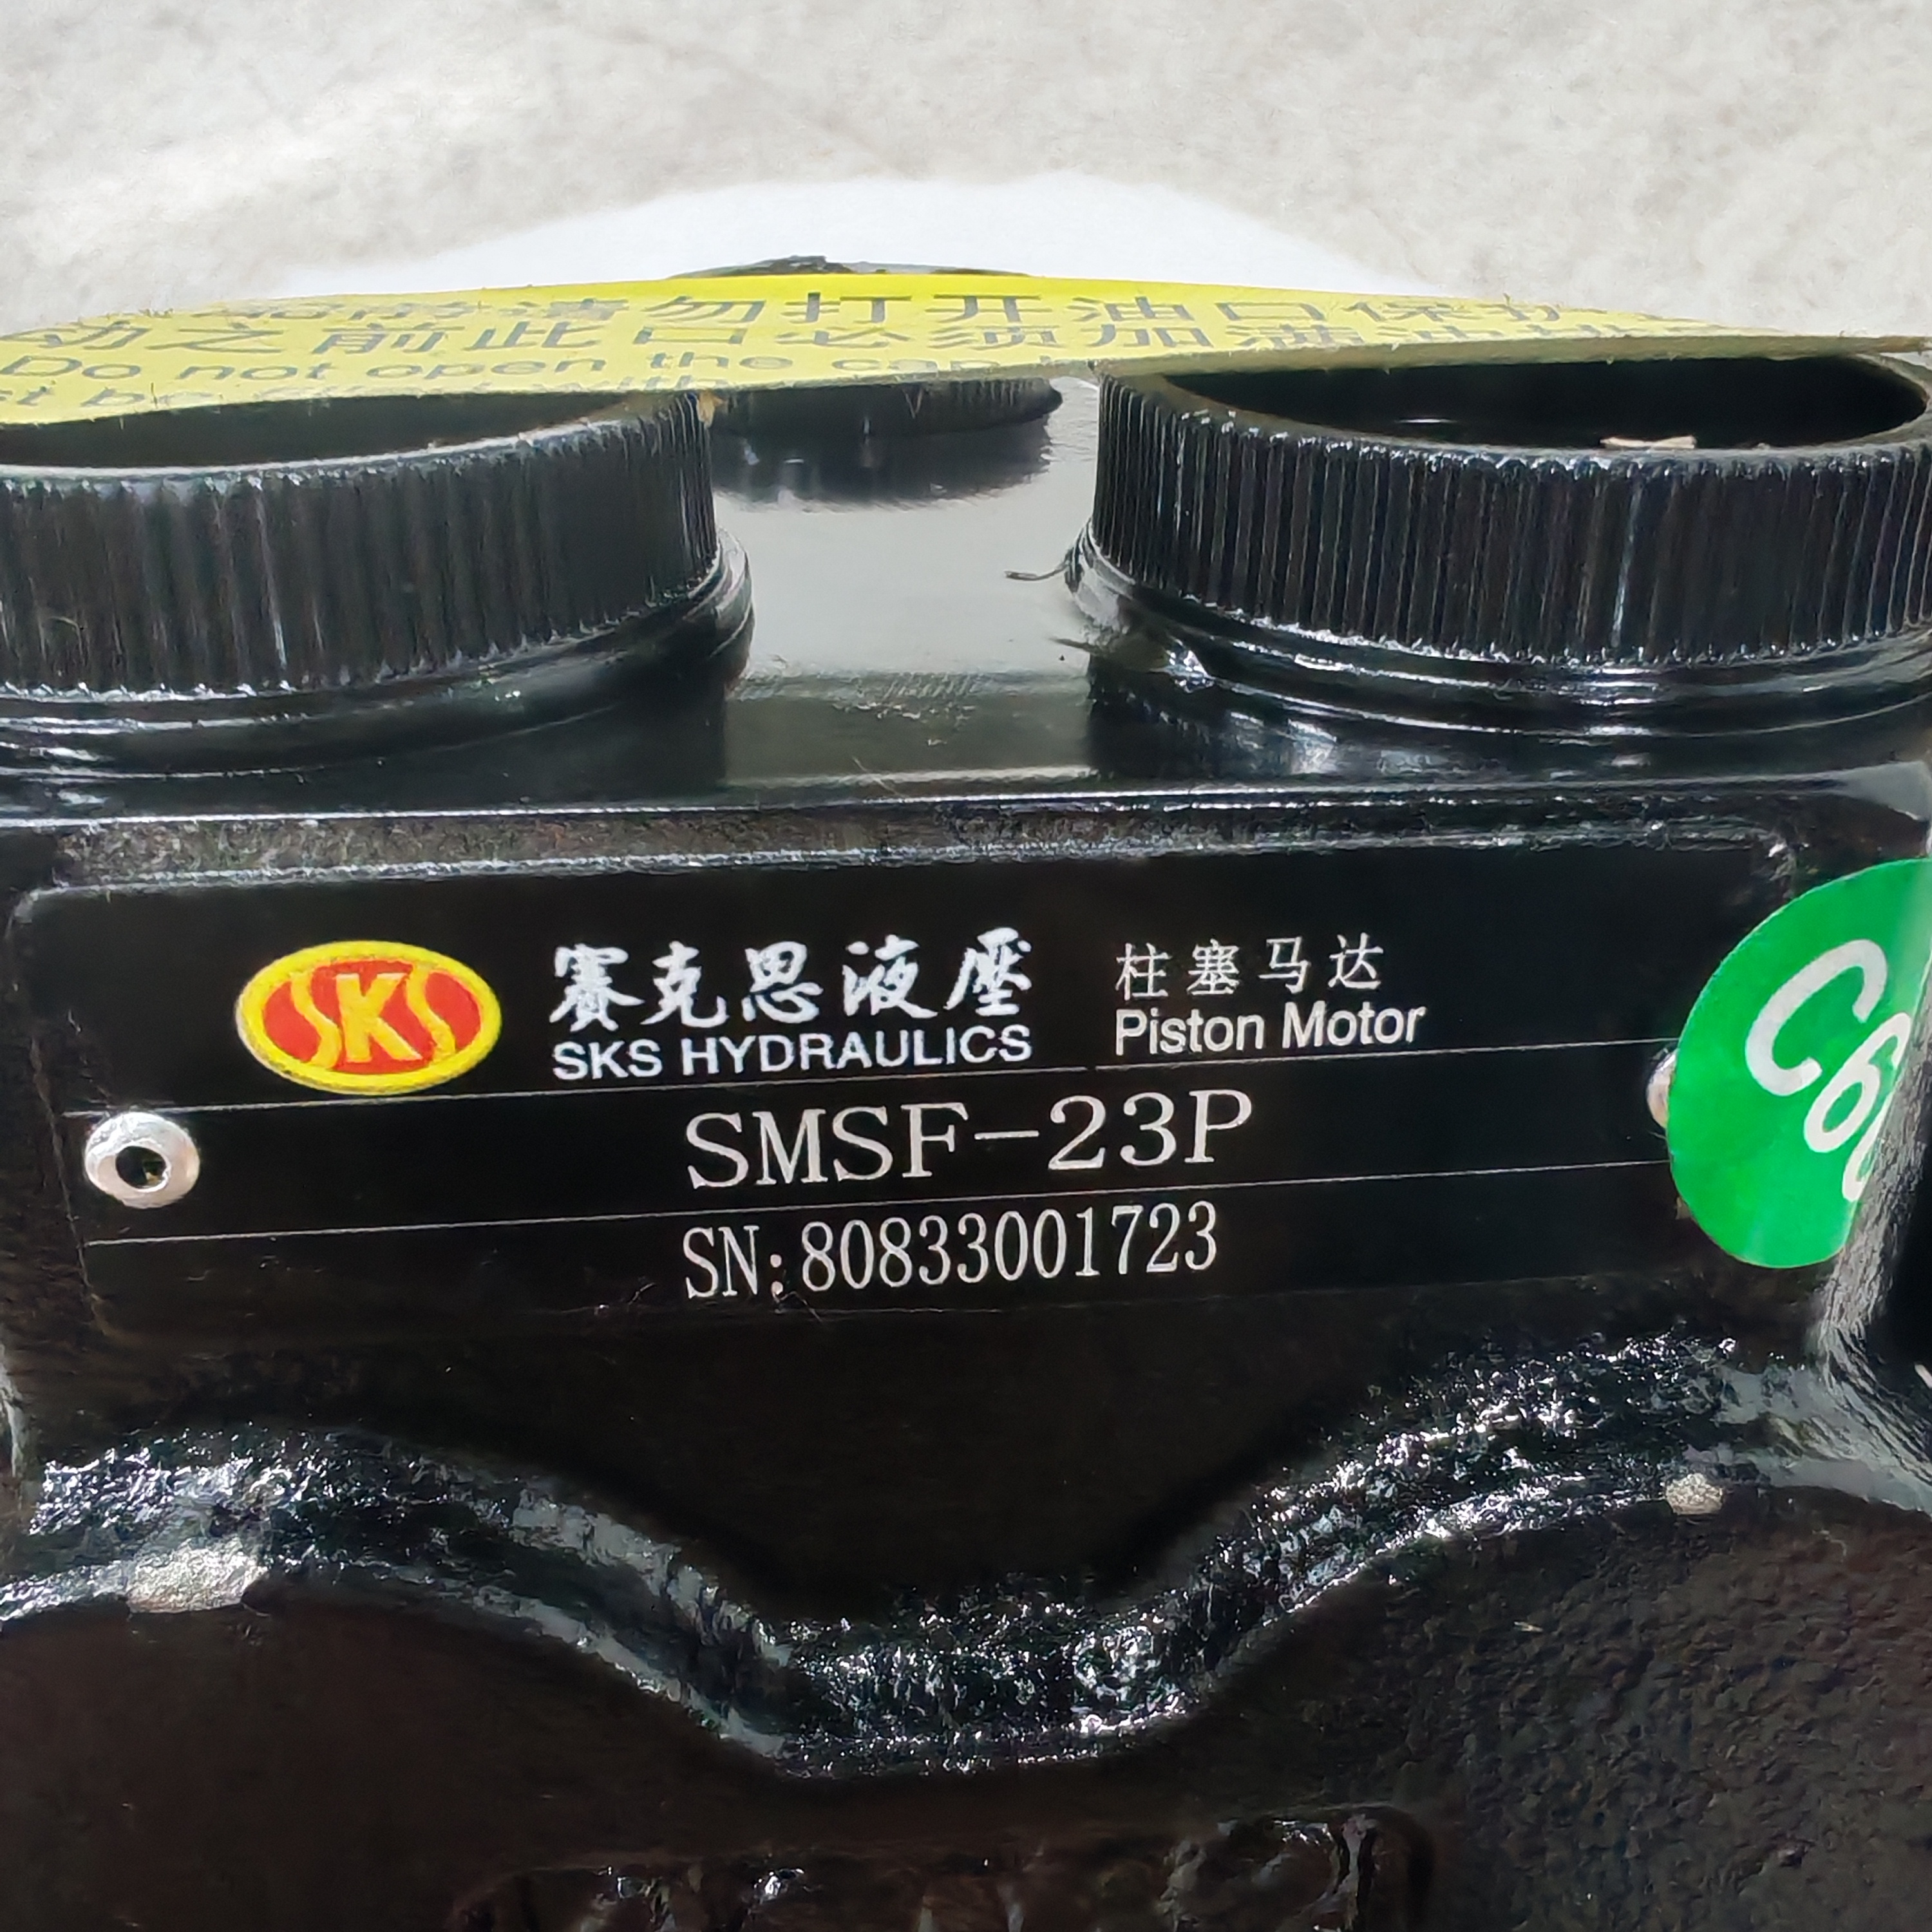 请勿打开油口保护
动之前此口必须加满油
Do not open the cap
SKS
赛克思液壓
SKS HYDRAULICS
柱塞马达
Piston Motor
SMSF-23P
SN:80833001723